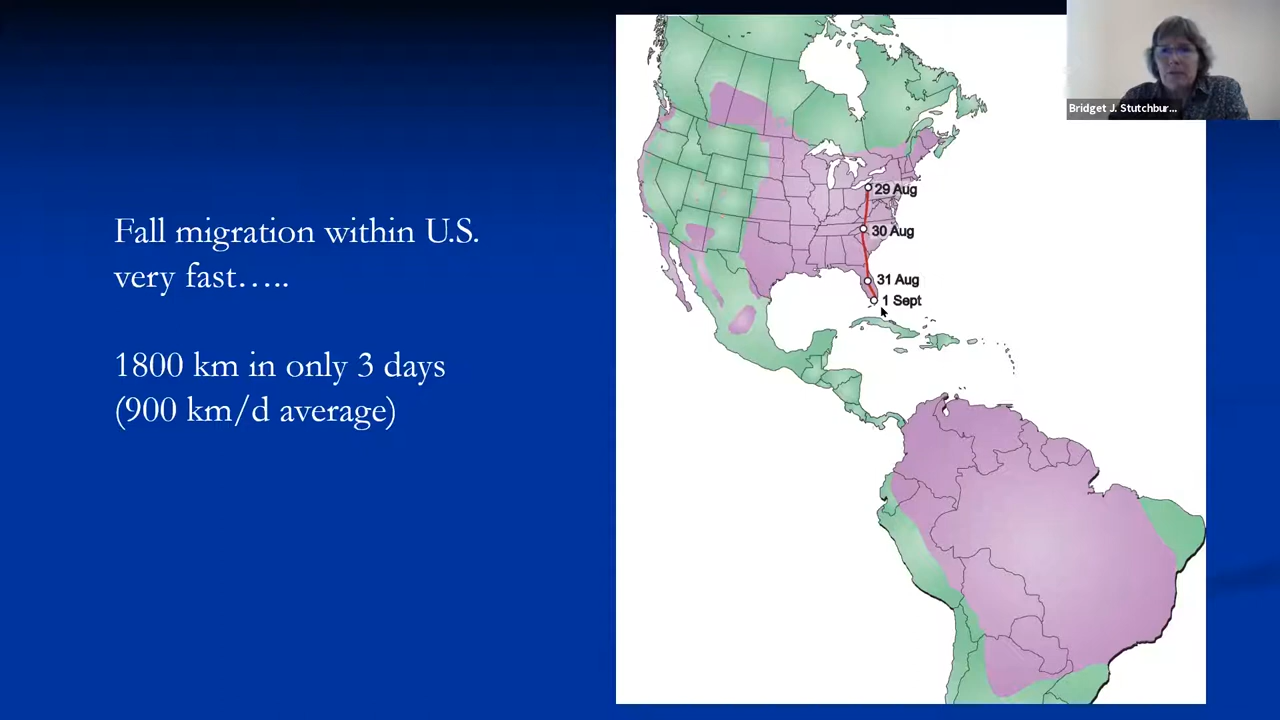 Fall migration within U.S.
very fast…..
1800 km in only 3 days
(900 km/d average)
29 Aug
30 Aug
31 Aug
1 Sept
Bridget J. Stutchbur...